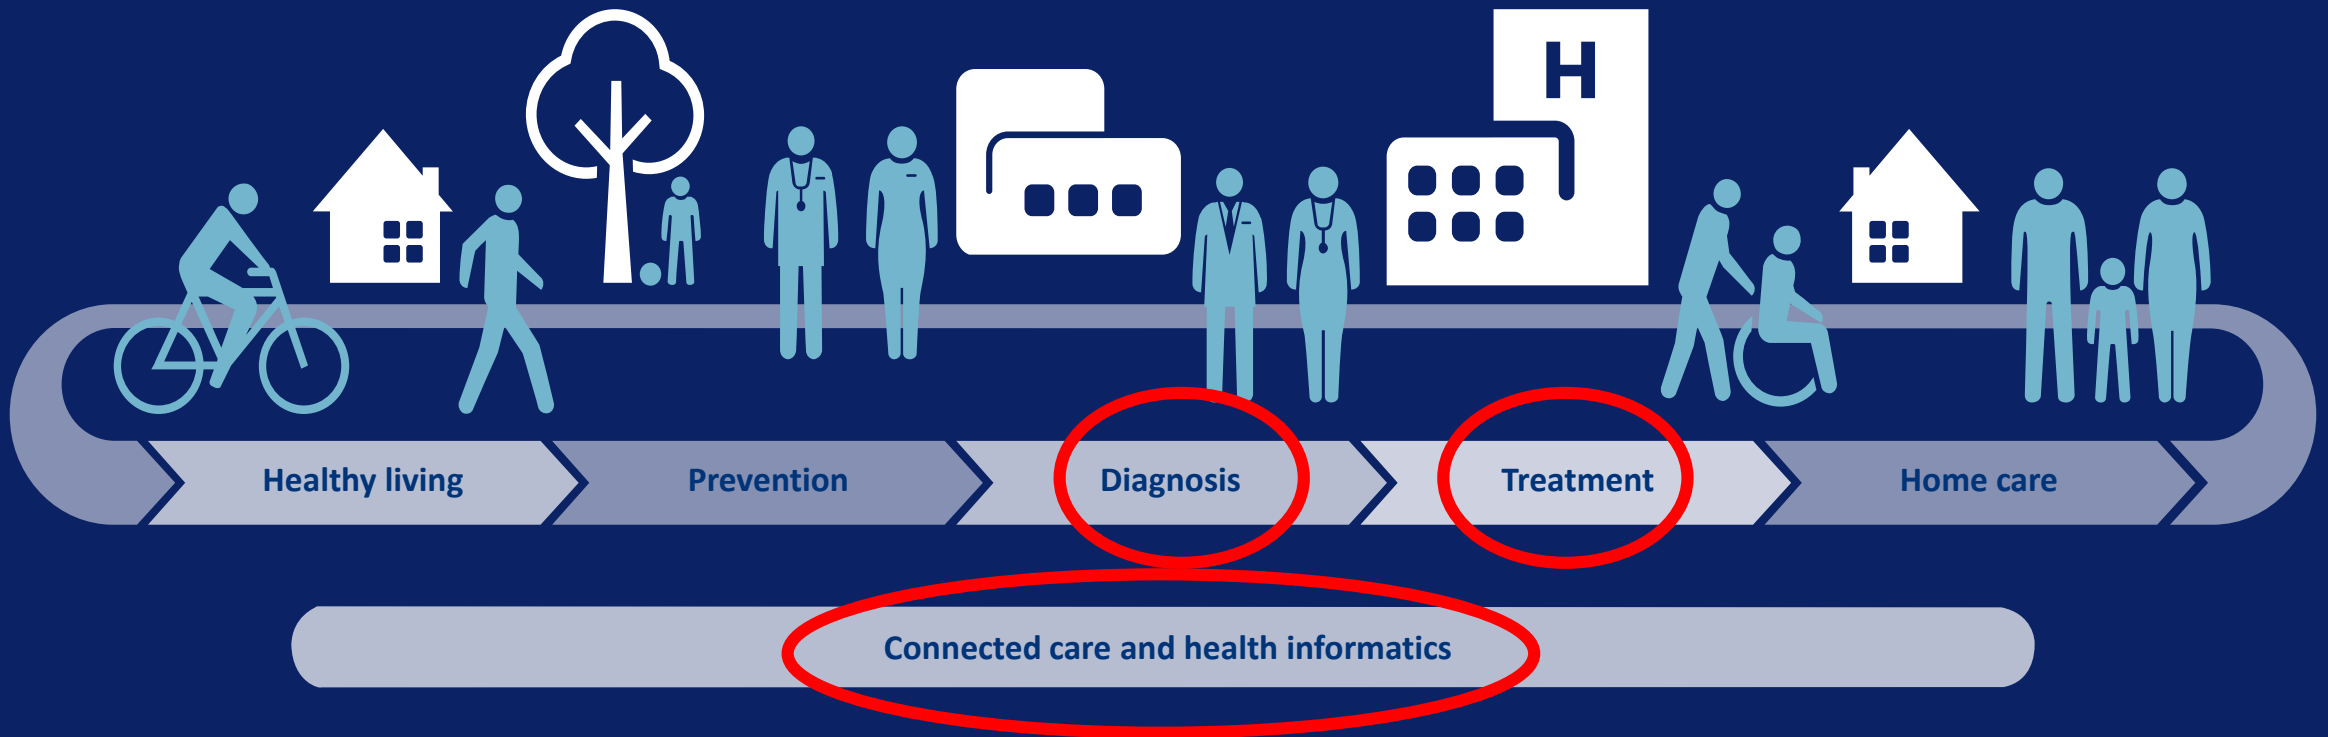 H
Healthy living
Prevention
Diagnosis
Treatment
Home care
Connected care and health informatics